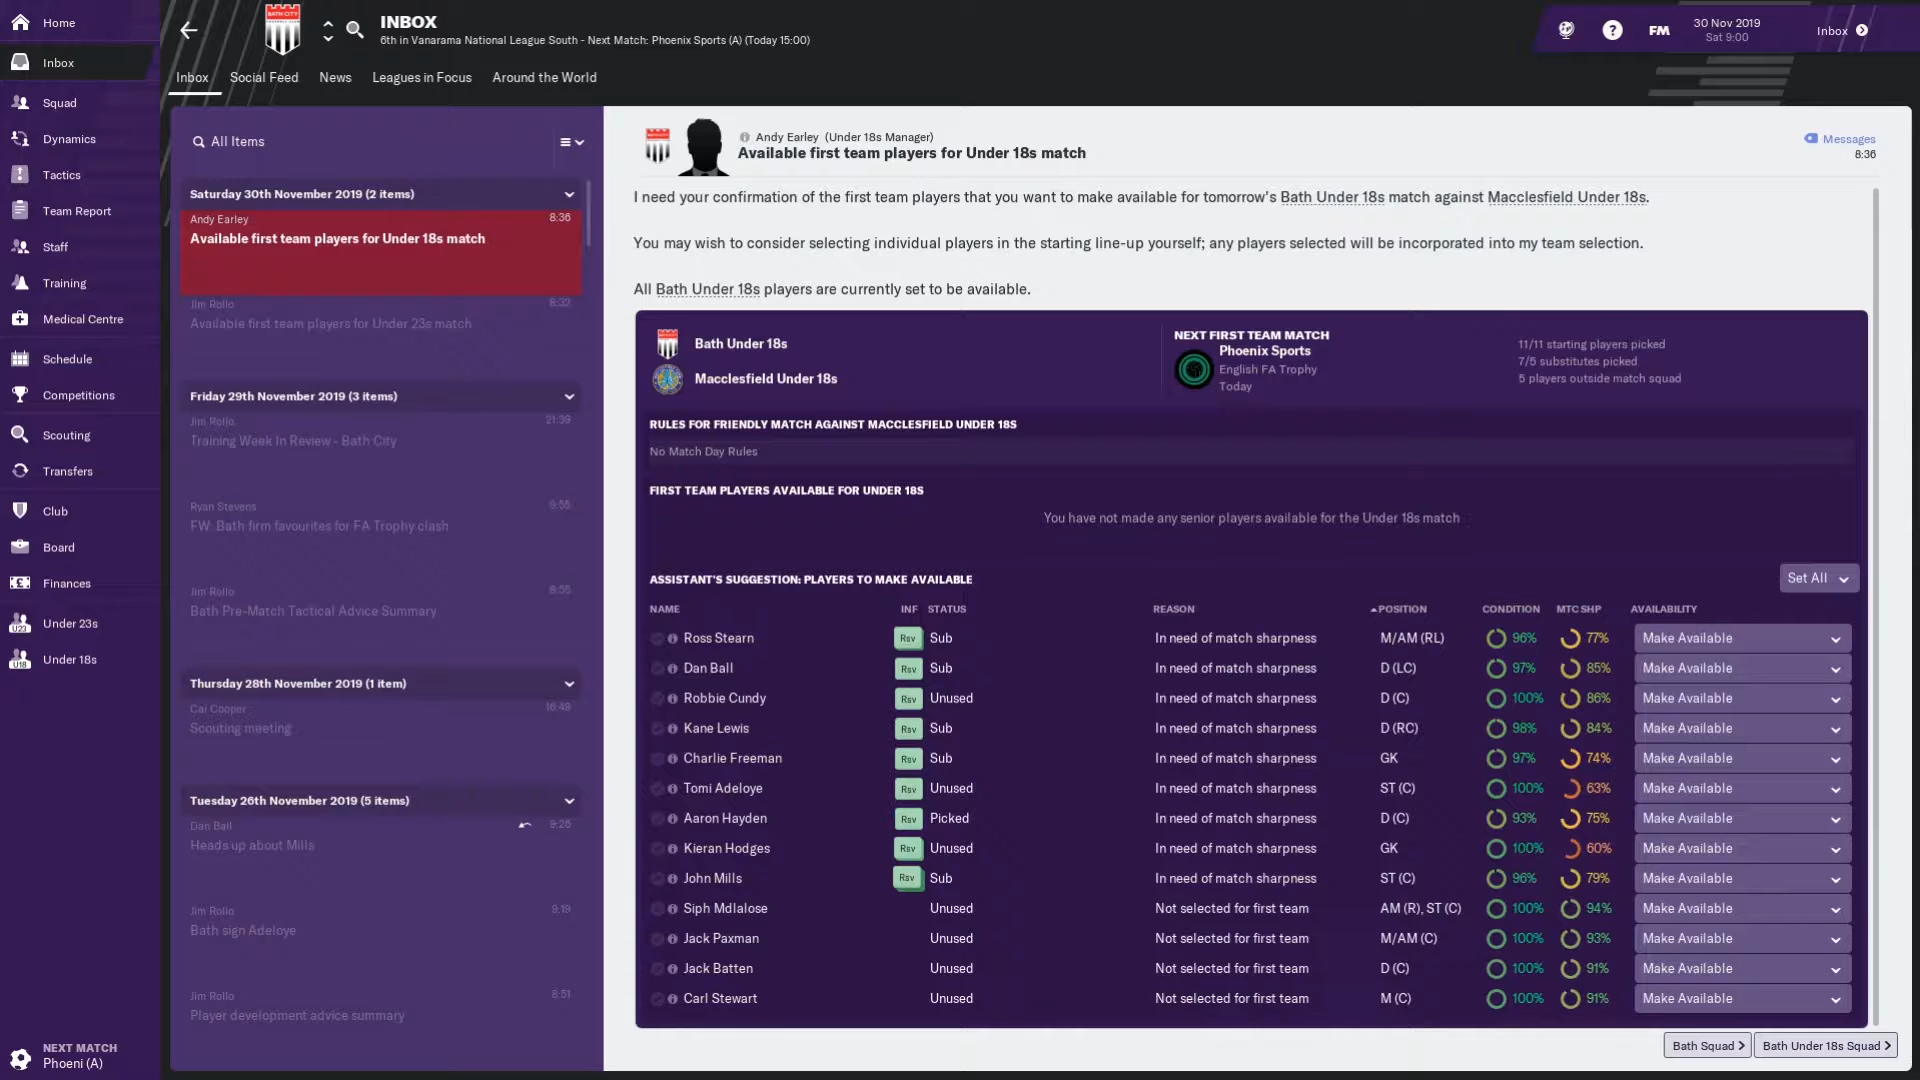 Home
Inbox
Squad
Dynamics
Tactics
Team Report
Staff
Training
Medical Centre
Schedule
Competitions
Scouting
Transfers
Club
Board
Finances
U23
Under 23s
U18
Under 18s
NEXT MATCH
Phoeni (A)
BATH CITY
INBOX
6th in Vanarama National League South - Next Match: Phoenix Sports (A) (Today 15:00)
FM
30 Nov 2019
Sat 9:00
Inbox
Inbox Social Feed News Leagues in Focus Around the World
All Items
Saturday 30th November 2019 (2 items)
Andy Earley 8:36
Available first team players for Under 18s match
Jim Rollo 8:32
Available first team players for Under 23s match
Friday 29th November 2019 (3 items)
Jim Rollo 21:39
Training Week In Review - Bath City
Ryan Stevens 9:55
FW: Bath firm favourites for FA Trophy clash
Jim Rollo 8:55
Bath Pre-Match Tactical Advice Summary
Thursday 28th November 2019 (1 item)
Cai Cooper 16:49
Scouting meeting
Tuesday 26th November 2019 (5 items)
Dan Ball 9:26
Heads up about Mills
Jim Rollo 9:19
Bath sign Adeloye
Jim Rollo 8:51
Player development advice summary
Andy Earley (Under 18s Manager)
Available first team players for Under 18s match
Messages
8:36
I need your confirmation of the first team players that you want to make available for tomorrow's Bath Under 18s match against Macclesfield Under 18s.
You may wish to consider selecting individual players in the starting line-up yourself; any players selected will be incorporated into my team selection.
All Bath Under 18s players are currently set to be available.
Bath Under 18s
Macclesfield Under 18s
NEXT FIRST TEAM MATCH
Phoenix Sports
English FA Trophy
Today
11/11 starting players picked
7/5 substitutes picked
5 players outside match squad
RULES FOR FRIENDLY MATCH AGAINST MACCLESFIELD UNDER 18S
No Match Day Rules
FIRST TEAM PLAYERS AVAILABLE FOR UNDER 18S
You have not made any senior players available for the Under 18s match
ASSISTANT'S SUGGESTION: PLAYERS TO MAKE AVAILABLE
Set All
NAME INF STATUS REASON POSITION CONDITION MTC SHP AVAILABILITY
Ross Stearn Rsv Sub In need of match sharpness M/AM (RL) 96% 77% Make Available
Dan Ball Rsv Sub In need of match sharpness D (LC) 97% 85% Make Available
Robbie Cundy Rsv Unused In need of match sharpness D (C) 100% 86% Make Available
Kane Lewis Rsv Sub In need of match sharpness D (RC) 98% 84% Make Available
Charlie Freeman Rsv Sub In need of match sharpness GK 97% 74% Make Available
Tomi Adeloye Rsv Unused In need of match sharpness ST (C) 100% 63% Make Available
Aaron Hayden Rsv Picked In need of match sharpness D (C) 93% 75% Make Available
Kieran Hodges Rsv Unused In need of match sharpness GK 100% 60% Make Available
John Mills Rsv Sub In need of match sharpness ST (C) 96% 79% Make Available
Siph Mdlalose Unused Not selected for first team AM (R), ST (C) 100% 94% Make Available
Jack Paxman Unused Not selected for first team M/AM (C) 100% 93% Make Available
Jack Batten Unused Not selected for first team D (C) 100% 91% Make Available
Carl Stewart Unused Not selected for first team M (C) 100% 91% Make Available
Bath Squad
Bath Under 18s Squad